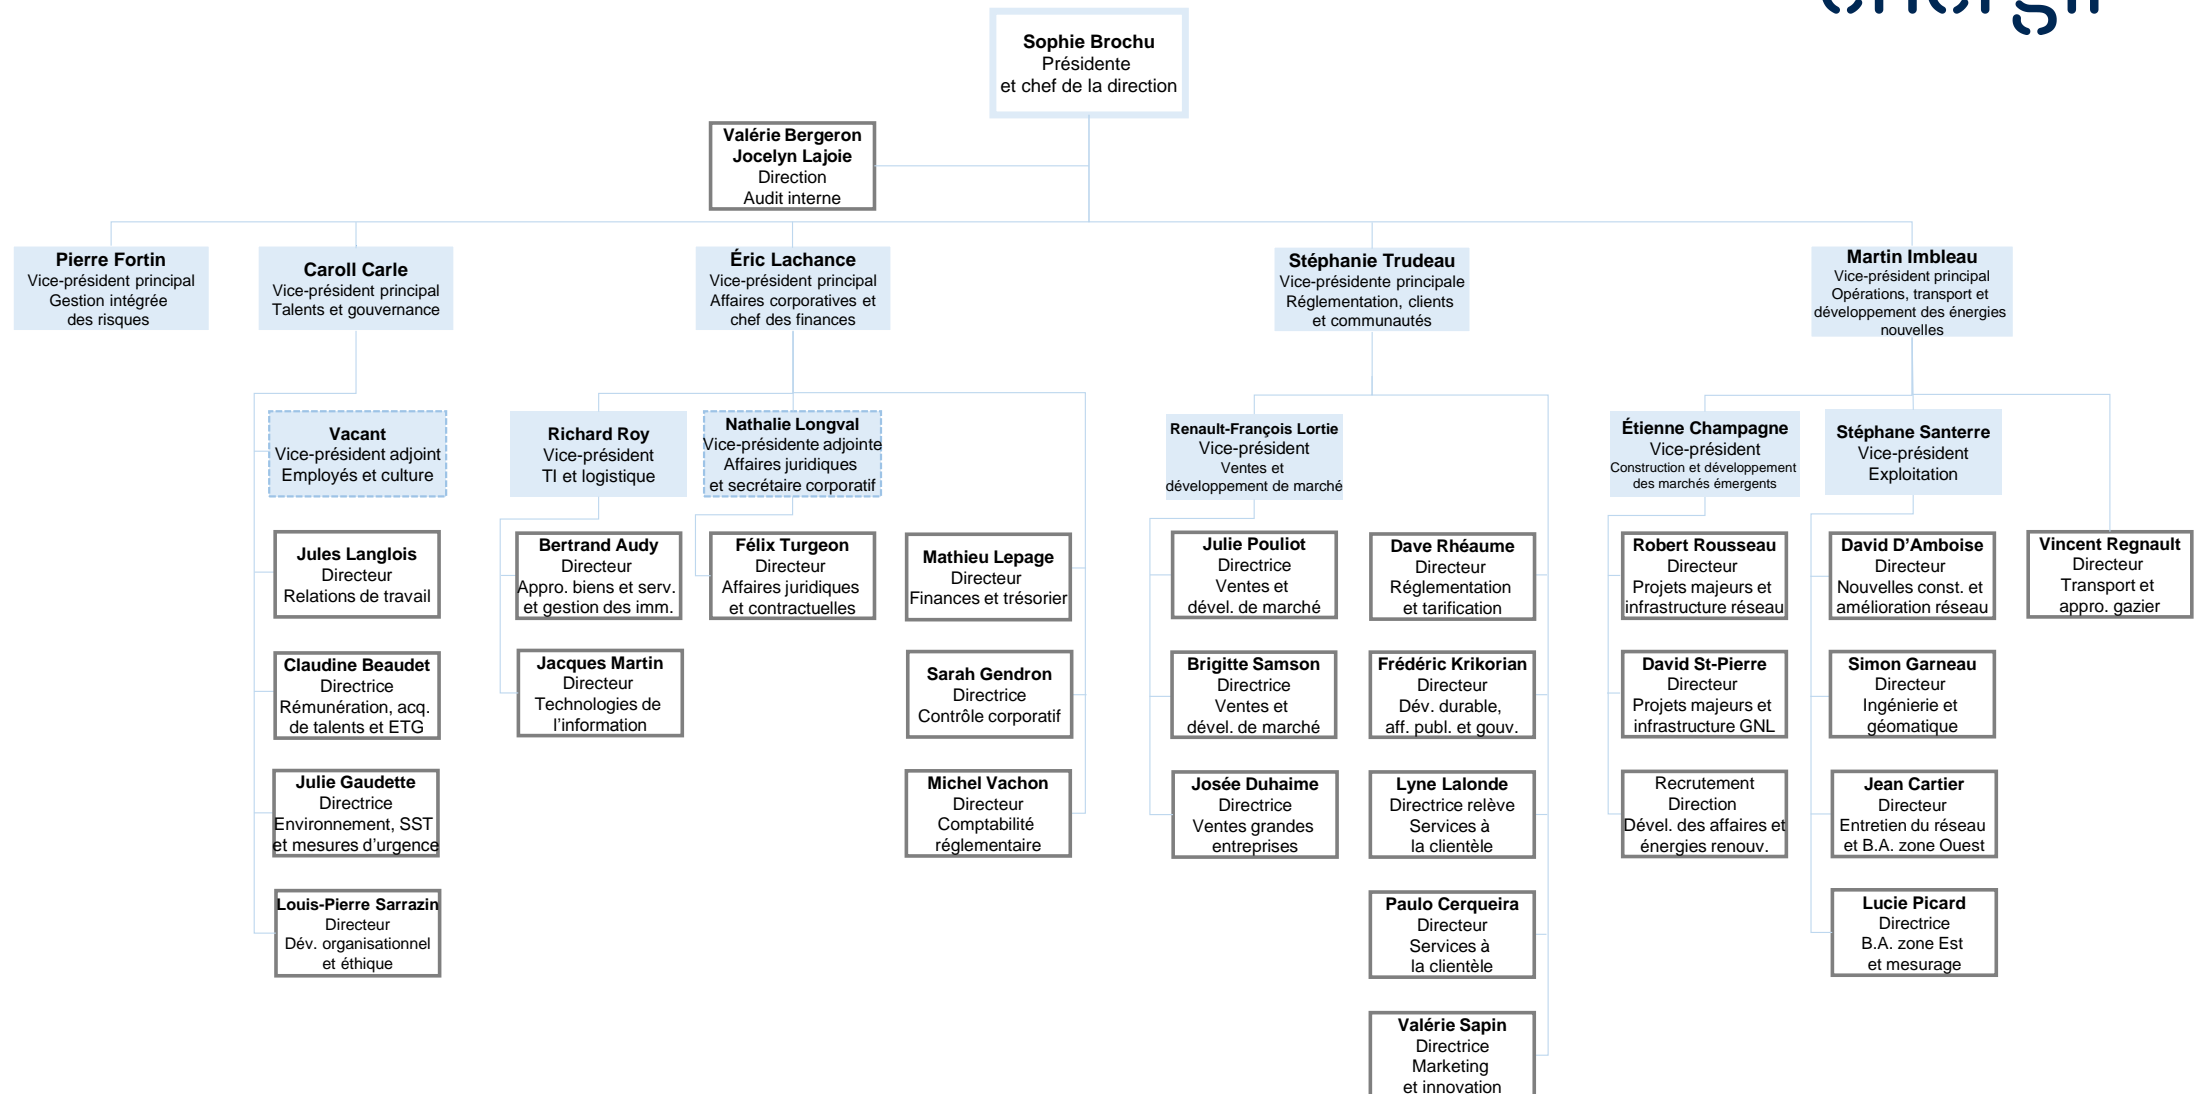 Sophie Brochu
Présidente
et chef de la direction
Valérie Bergeron
Jocelyn Lajoie
Direction
Audit interne
Pierre Fortin
Vice-président principal
Gestion intégrée
des risques
Caroll Carle
Vice-président principal
Talents et gouvernance
Éric Lachance
Vice-président principal
Affaires corporatives et
chef des finances
Stéphanie Trudeau
Vice-présidente principale
Réglementation, clients
et communautés
Martin Imbleau
Vice-président principal
Opérations, transport et
développement des énergies
nouvelles
Vacant
Vice-président adjoint
Employés et culture
Richard Roy
Vice-président
TI et logistique
Nathalie Longval
Vice-présidente adjointe
Affaires juridiques
et secrétaire corporatif
Renault-François Lortie
Vice-président
Ventes et
développement de marché
Étienne Champagne
Vice-président
Construction et développement
des marchés émergents
Stéphane Santerre
Vice-président
Exploitation
Jules Langlois
Directeur
Relations de travail
Bertrand Audy
Directeur
Appro. biens et serv.
et gestion des imm.
Félix Turgeon
Directeur
Affaires juridiques
et contractuelles
Mathieu Lepage
Directeur
Finances et trésorier
Julie Pouliot
Directrice
Ventes et
dével. de marché
Dave Rhéaume
Directeur
Réglementation
et tarification
Robert Rousseau
Directeur
Projets majeurs et
infrastructure réseau
David D'Amboise
Directeur
Nouvelles const. et
amélioration réseau
Vincent Regnault
Directeur
Transport et
appro. gazier
Claudine Beaudet
Directrice
Rémunération, acq.
de talents et ETG
Jacques Martin
Directeur
Technologies de
l'information
Sarah Gendron
Directrice
Contrôle corporatif
Brigitte Samson
Directrice
Ventes et
dével. de marché
Frédéric Krikorian
Directeur
Dév. durable,
aff. publ. et gouv.
David St-Pierre
Directeur
Projets majeurs et
infrastructure GNL
Simon Garneau
Directeur
Ingénierie et
géomatique
Julie Gaudette
Directrice
Environnement, SST
et mesures d'urgence
Michel Vachon
Directeur
Comptabilité
réglementaire
Josée Duhaime
Directrice
Ventes grandes
entreprises
Lyne Lalonde
Directrice relève
Services à
la clientèle
Recrutement
Direction
Dével. des affaires et
énergies renouv.
Jean Cartier
Directeur
Entretien du réseau
et B.A. zone Ouest
Louis-Pierre Sarrazin
Directeur
Dév. organisationnel
et éthique
Paulo Cerqueira
Directeur
Services à
la clientèle
Lucie Picard
Directrice
B.A. zone Est
et mesurage
Valérie Sapin
Directrice
Marketing
et innovation